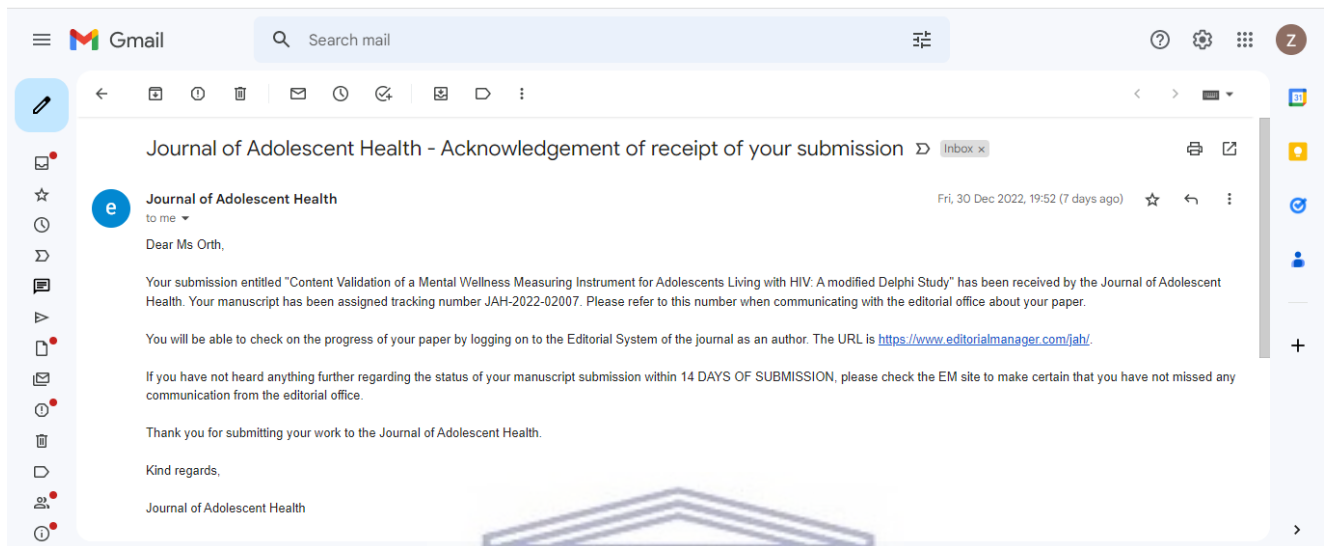 Gmail
Search mail
Z
31
Journal of Adolescent Health - Acknowledgement of receipt of your submission
Inbox ×
e
Journal of Adolescent Health
Fri, 30 Dec 2022, 19:52 (7 days ago)
to me
Dear Ms Orth,
Your submission entitled "Content Validation of a Mental Wellness Measuring Instrument for Adolescents Living with HIV: A modified Delphi Study" has been received by the Journal of Adolescent
Health. Your manuscript has been assigned tracking number JAH-2022-02007. Please refer to this number when communicating with the editorial office about your paper.
You will be able to check on the progress of your paper by logging on to the Editorial System of the journal as an author. The URL is https://www.editorialmanager.com/jah/.
If you have not heard anything further regarding the status of your manuscript submission within 14 DAYS OF SUBMISSION, please check the EM site to make certain that you have not missed any
communication from the editorial office.
Thank you for submitting your work to the Journal of Adolescent Health.
Kind regards,
Journal of Adolescent Health